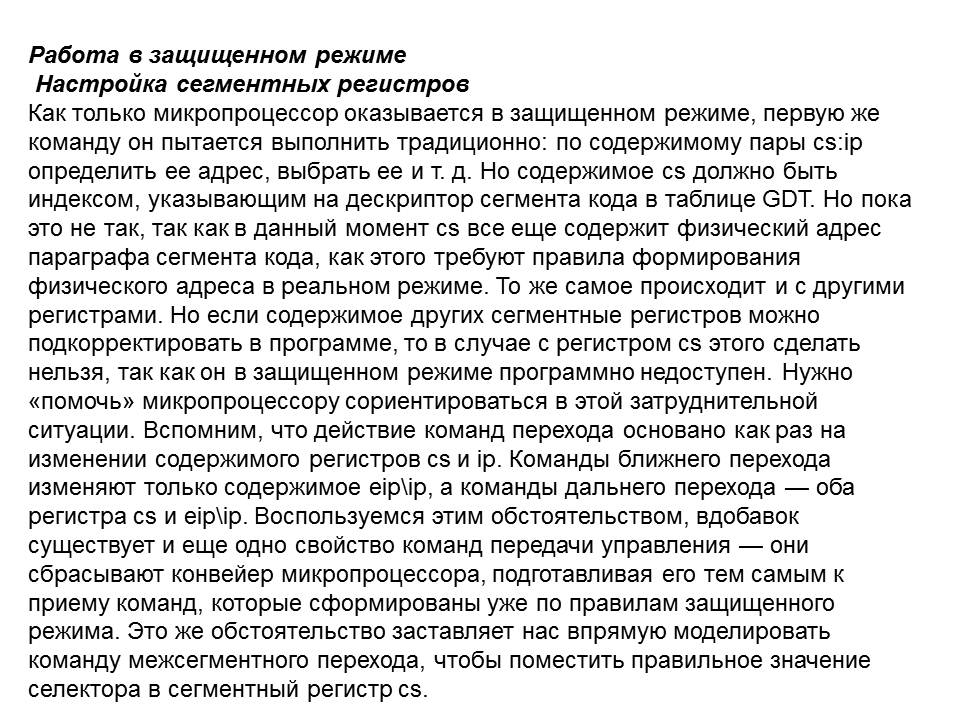 Работа в защищенном режиме
Настройка сегментных регистров
Как только микропроцессор оказывается в защищенном режиме, первую же
команду он пытается выполнить традиционно: по содержимому пары cs:ip
определить ее адрес, выбрать ее и т. д. Но содержимое cs должно быть
индексом, указывающим на дескриптор сегмента кода в таблице GDT. Но пока
это не так, так как в данный момент cs все еще содержит физический адрес
параграфа сегмента кода, как этого требуют правила формирования
физического адреса в реальном режиме. То же самое происходит и с другими
регистрами. Но если содержимое других сегментные регистров можно
подкорректировать в программе, то в случае с регистром cs этого сделать
нельзя, так как он в защищенном режиме программно недоступен. Нужно
«помочь» микропроцессору сориентироваться в этой затруднительной
ситуации. Вспомним, что действие команд перехода основано как раз на
изменении содержимого регистров cs и ip. Команды ближнего перехода
изменяют только содержимое eip\ip, а команды дальнего перехода — оба
регистра cs и eip\ip. Воспользуемся этим обстоятельством, вдобавок
существует и еще одно свойство команд передачи управления — они
сбрасывают конвейер микропроцессора, подготавливая его тем самым к
приему команд, которые сформированы уже по правилам защищенного
режима. Это же обстоятельство заставляет нас впрямую моделировать
команду межсегментного перехода, чтобы поместить правильное значение
селектора в сегментный регистр cs.